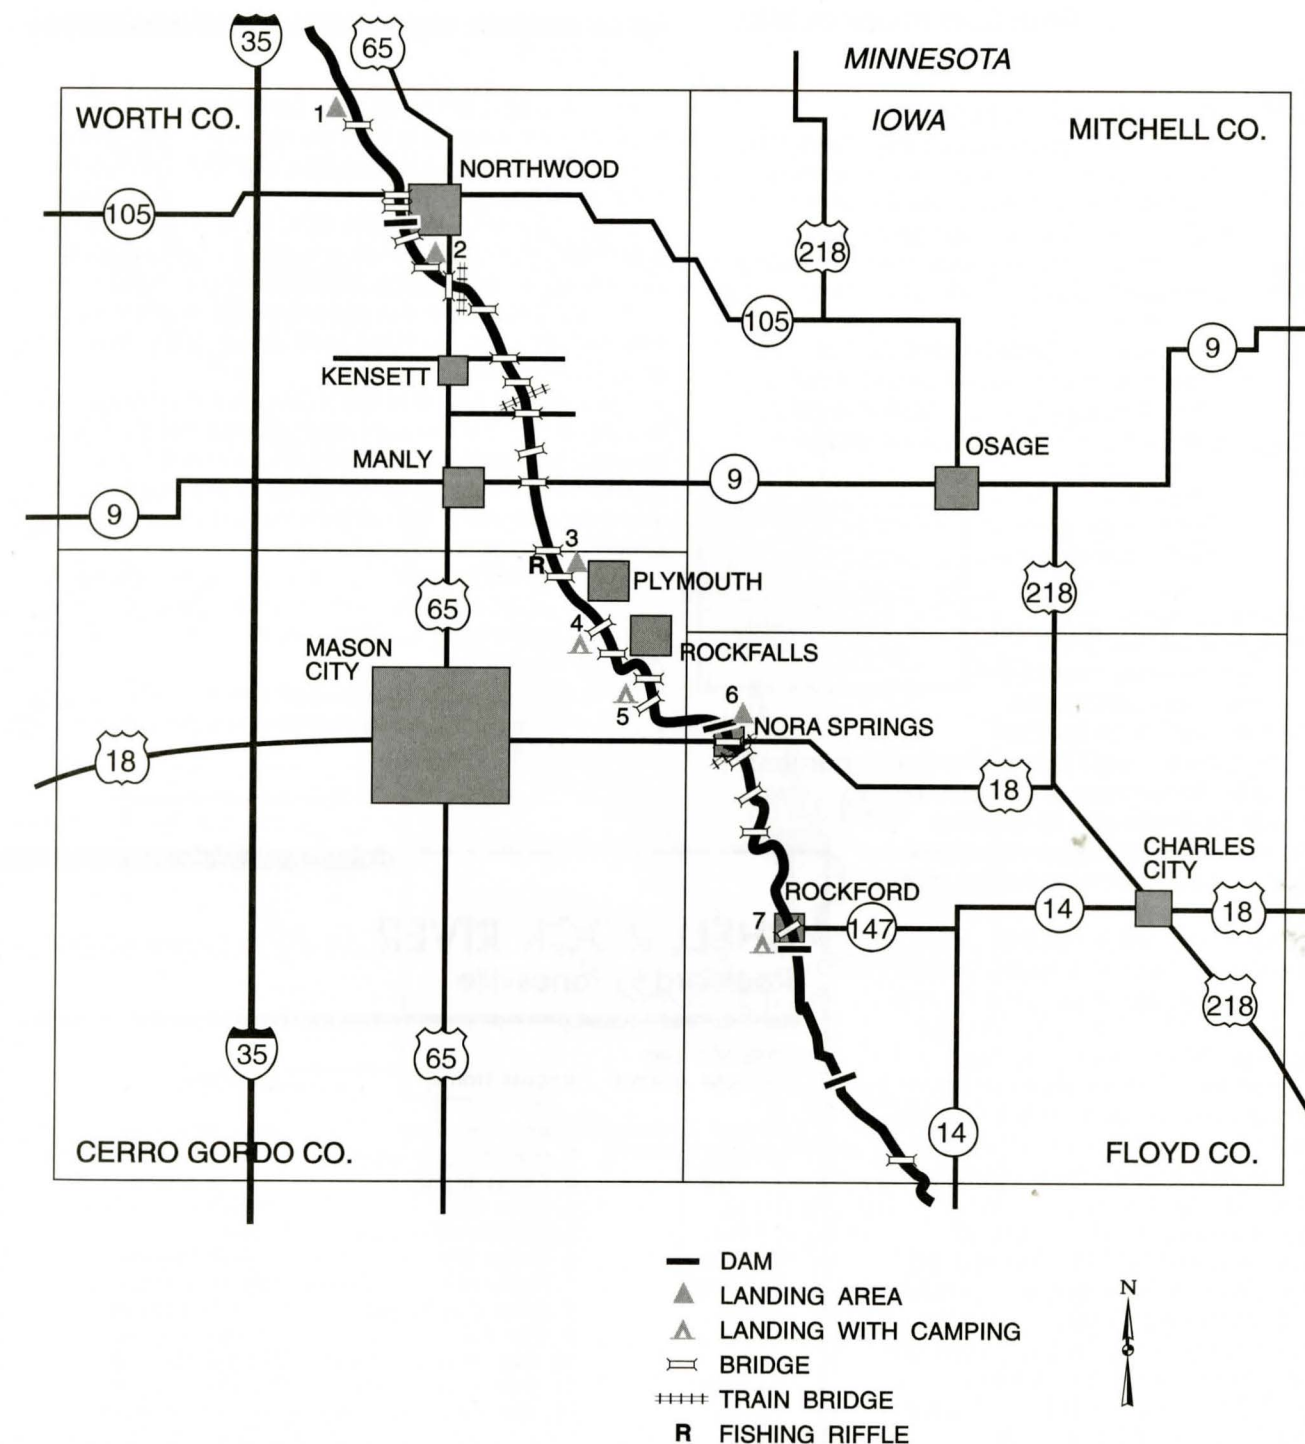 35
65
MINNESOTA
IOWA
WORTH CO.
MITCHELL CO.
1
NORTHWOOD
105
218
2
105
9
KENSETT
MANLY
OSAGE
9
9
3
R
PLYMOUTH
218
65
4
MASON
CITY
ROCKFALLS
5
6
NORA SPRINGS
18
18
CHARLES
CITY
ROCKFORD
7
147
14
18
218
35
65
14
CERRO GORDO CO.
FLOYD CO.
DAM
LANDING AREA
LANDING WITH CAMPING
BRIDGE
TRAIN BRIDGE
R FISHING RIFFLE
N